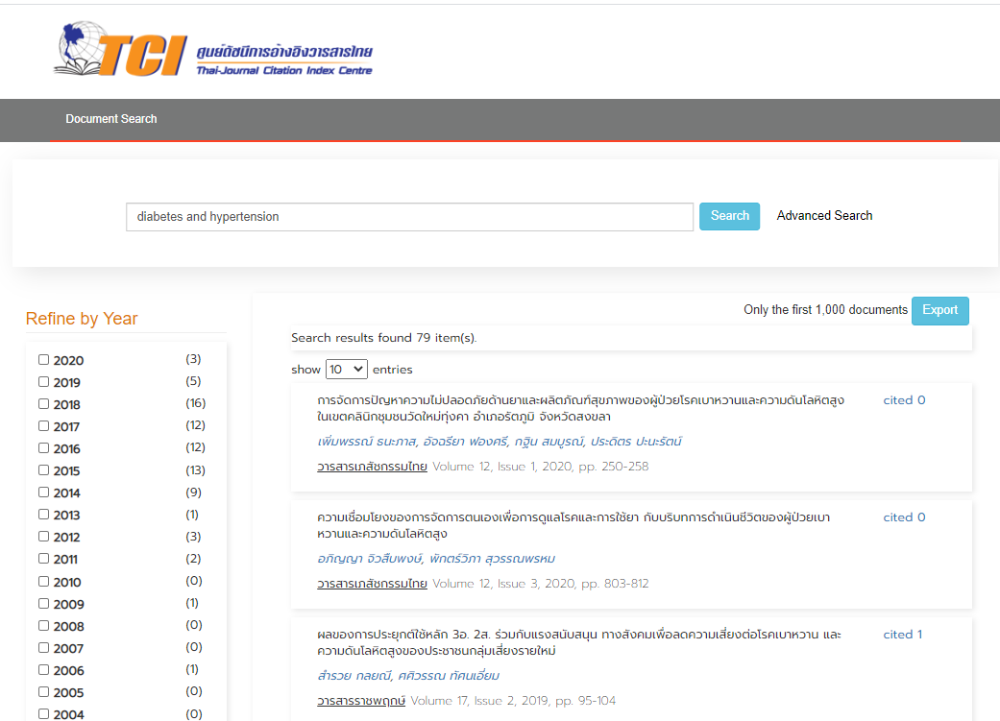 TCI
ศูนย์ดัชนีการอ้างอิงวารสารไทย
Thai-Journal Citation Index Centre
Document Search
diabetes and hypertension
Search
Advanced Search
Refine by Year
2020 (3)
2019 (5)
2018 (16)
2017 (12)
2016 (12)
2015 (13)
2014 (9)
2013 (1)
2012 (3)
2011 (2)
2010 (0)
2009 (1)
2008 (0)
2007 (0)
2006 (1)
2005 (0)
2004 (0)
Only the first 1,000 documents Export
Search results found 79 item(s).
show 10 entries
การจัดการปัญหาความไม่ปลอดภัยด้านยาและผลิตภัณฑ์สุขภาพของผู้ป่วยโรคเบาหวานและความดันโลหิตสูง cited 0
ในเขตคลินิกชุมชนวัดใหม่ทุ่งคา อำเภอรัตภูมิ จังหวัดสงขลา
เพิ่มพรรณ์ ธนะภาส, อัจฉรียา ฟองศรี, กฐิน สมบูรณ์, ประดิตร ปะนะรัตน์
วารสารเภสัชกรรมไทย Volume 12, Issue 1, 2020, pp. 250-258
ความเชื่อมโยงของการจัดการตนเองเพื่อการดูแลโรคและการใช้ยา กับบริบทการดำเนินชีวิตของผู้ป่วยเบา cited 0
หวานและความดันโลหิตสูง
อภิญญา จิวสืบพงษ์, พักตร์วิภา สุวรรณพรหม
วารสารเภสัชกรรมไทย Volume 12, Issue 3, 2020, pp. 803-812
ผลของการประยุกต์ใช้หลัก 3อ. 2ส. ร่วมกับแรงสนับสนุน ทางสังคมเพื่อลดความเสี่ยงต่อโรคเบาหวาน และ cited 1
ความดันโลหิตสูงของประชาชนกลุ่มเสี่ยงรายใหม่
สำรวย กลยณี, ศศิวรรณ ทัศนเอี่ยม
วารสารราชพฤกษ์ Volume 17, Issue 2, 2019, pp. 95-104